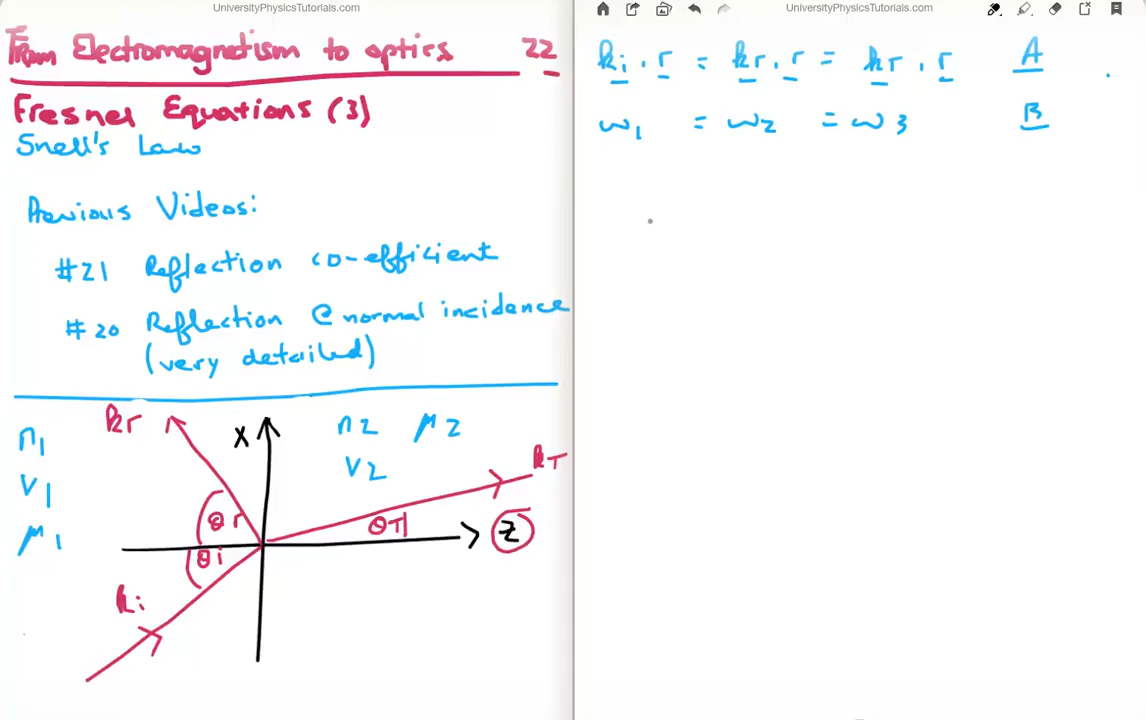 UniversityPhysicsTutorials.com
From Electromagnetism to optics 22
Fresnel Equations (3)
Snell's Law
Previous Videos:
#21 Reflection co-efficient
#20 Reflection @ normal incidence
(very detailed)
n1
v1
μ1
kr
x
n2 μ2
v2
kT
θr
θi
θT
z
ki
UniversityPhysicsTutorials.com
ki . r = kr . r = kr . r A
ω1 = ω2 = ω3 B